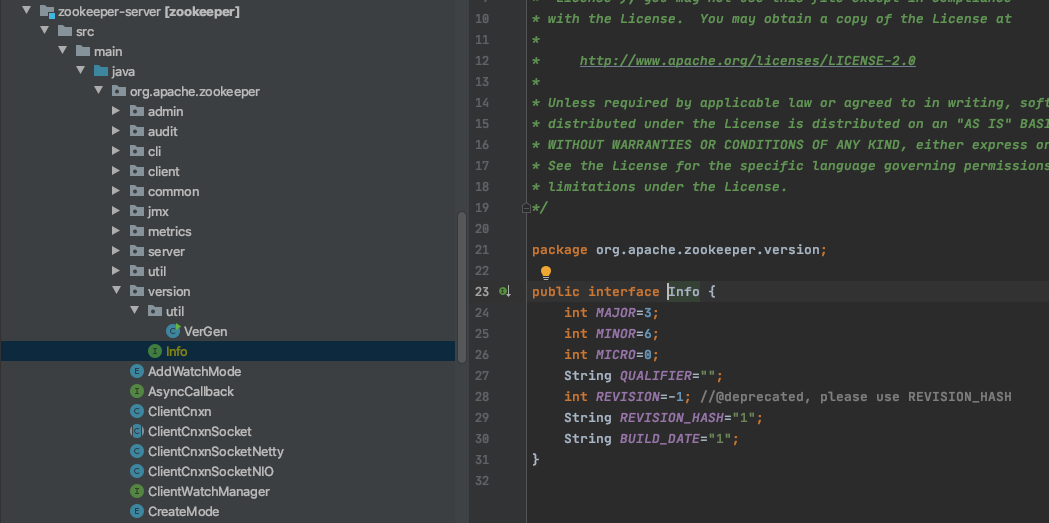 zookeeper-server [zookeeper]
src
main
java
org.apache.zookeeper
admin
audit
cli
client
common
jmx
metrics
server
util
version
util
VerGen
Info
AddWatchMode
AsyncCallback
ClientCnxn
ClientCnxnSocket
ClientCnxnSocketNetty
ClientCnxnSocketNIO
ClientWatchManager
CreateMode
10 * with the License.  You may obtain a copy of the License at
11 *
12 *     http://www.apache.org/licenses/LICENSE-2.0
13 *
14 * Unless required by applicable law or agreed to in writing, soft
15 * distributed under the License is distributed on an "AS IS" BASI
16 * WITHOUT WARRANTIES OR CONDITIONS OF ANY KIND, either express or
17 * See the License for the specific language governing permissions
18 * limitations under the License.
19 */
20
21 package org.apache.zookeeper.version;
22
23 public interface Info {
24     int MAJOR=3;
25     int MINOR=6;
26     int MICRO=0;
27     String QUALIFIER="";
28     int REVISION=-1; //@deprecated, please use REVISION_HASH
29     String REVISION_HASH="1";
30     String BUILD_DATE="1";
31 }
32